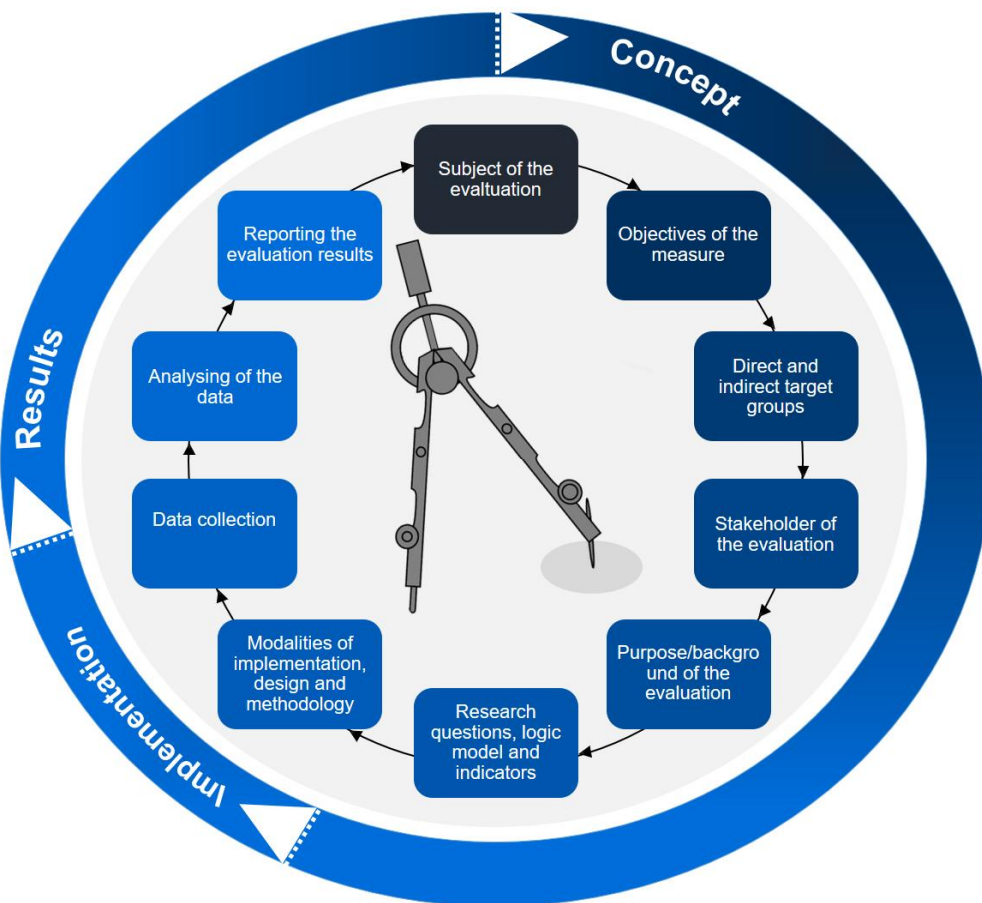 Concept
Subject of the
evaltuation
Objectives of the
measure
Direct and
indirect target
groups
Stakeholder of
the evaluation
Purpose/backgro
und of the
evaluation
Research
questions, logic
model and
indicators
Implementation
Modalities of
implementation,
design and
methodology
Data collection
Results
Analysing of the
data
Reporting the
evaluation results